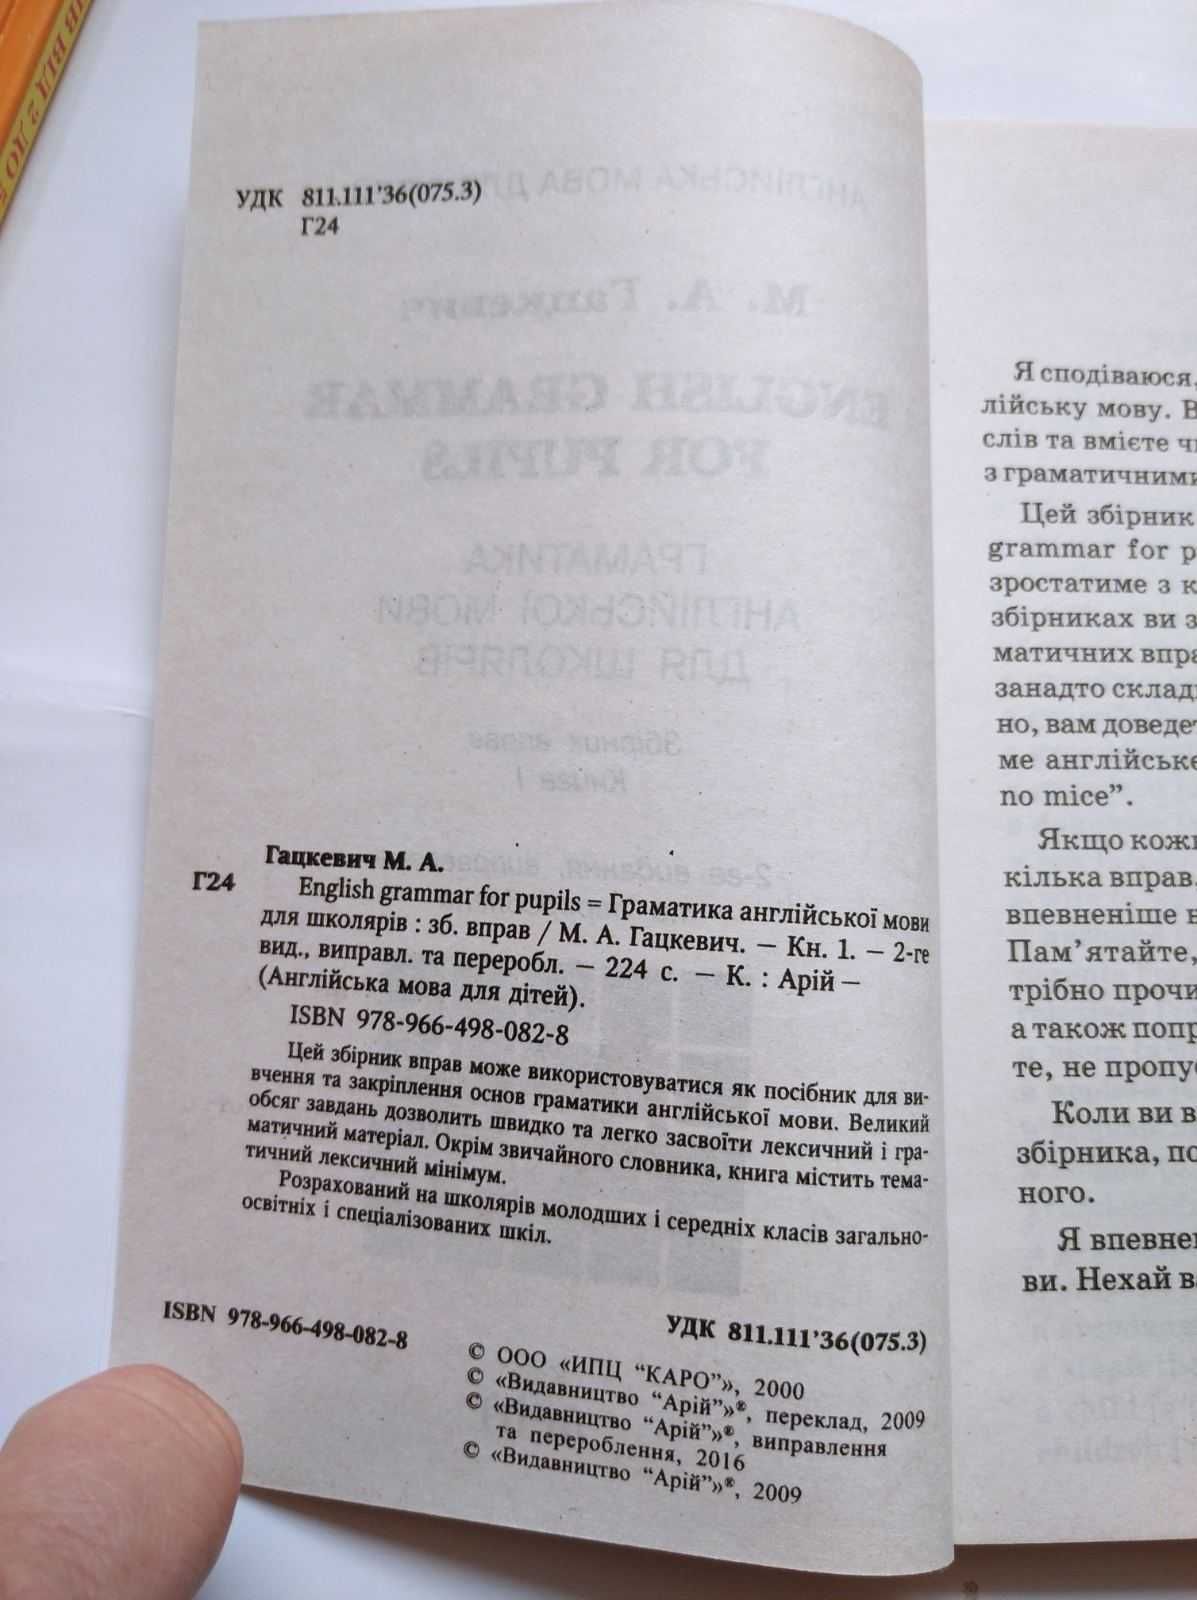 УДК 811.111’36(075.3)
Г24
Гацкевич М. А.
Г24 English grammar for pupils = Граматика англійської мови
для школярів : зб. вправ / М. А. Гацкевич. — Кн. 1. — 2-ге
вид., виправл. та переробл. — 224 с. — К. : Арій —
(Англійська мова для дітей).
ISBN 978-966-498-082-8
Цей збірник вправ може використовуватися як посібник для ви-
вчення та закріплення основ граматики англійської мови. Великий
обсяг завдань дозволить швидко та легко засвоїти лексичний і гра-
матичний матеріал. Окрім звичайного словника, книга містить тема-
тичний лексичний мінімум.
Розрахований на школярів молодших і середніх класів загально-
освітніх і спеціалізованих шкіл.
ISBN 978-966-498-082-8
УДК 811.111’36(075.3)
© ООО «ИПЦ “КАРО”», 2000
© «Видавництво “Арій”»®, переклад, 2009
© «Видавництво “Арій”»®, виправлення
та перероблення, 2016
© «Видавництво “Арій”»®, 2009
Я сподіваюся,
лійську мову. В
слів та вмієте ч
з граматичними
Цей збірник
grammar for p
зростатиме з к
збірниках ви з
матичних впра
занадто склад
но, вам доведет
ме англійське
no mice”.
Якщо кож
кілька вправ.
впевненіше
Пам’ятайте,
трібно прочи
а також попр
те, не пропу
Коли ви в
збірника, по
ного.
Я впевне
ви. Нехай в